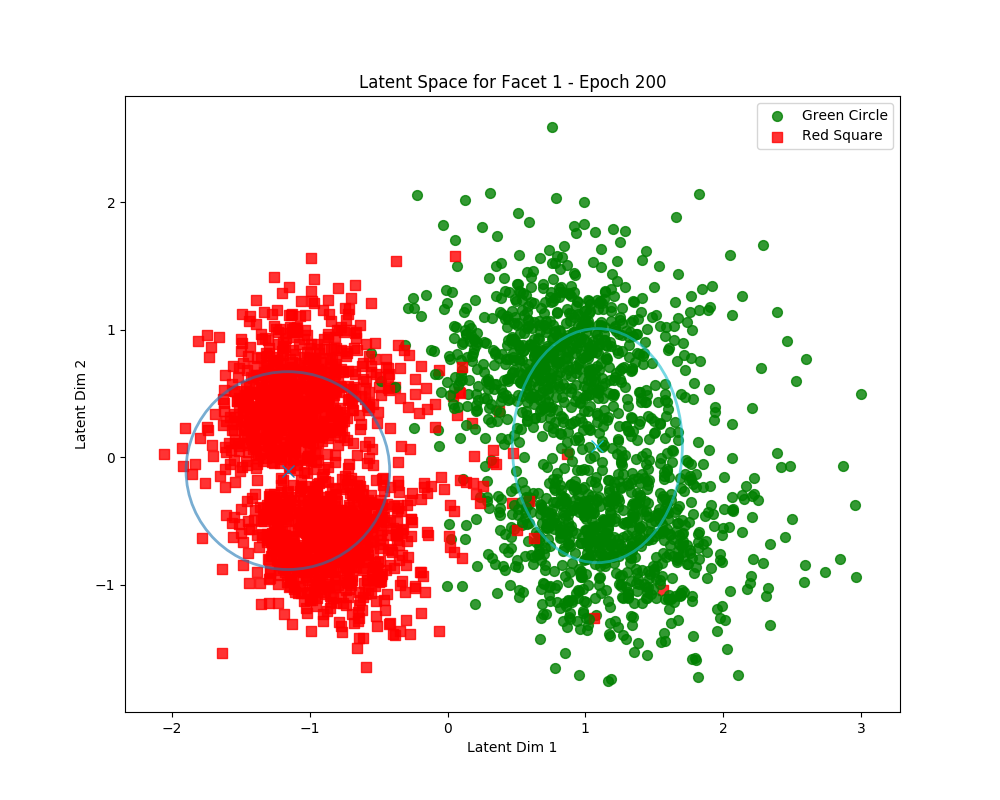 Latent Space for Facet 1 - Epoch 200
Green Circle
Red Square
2
1
0
−1
Latent Dim 2
−2
−1
0
1
2
3
Latent Dim 1